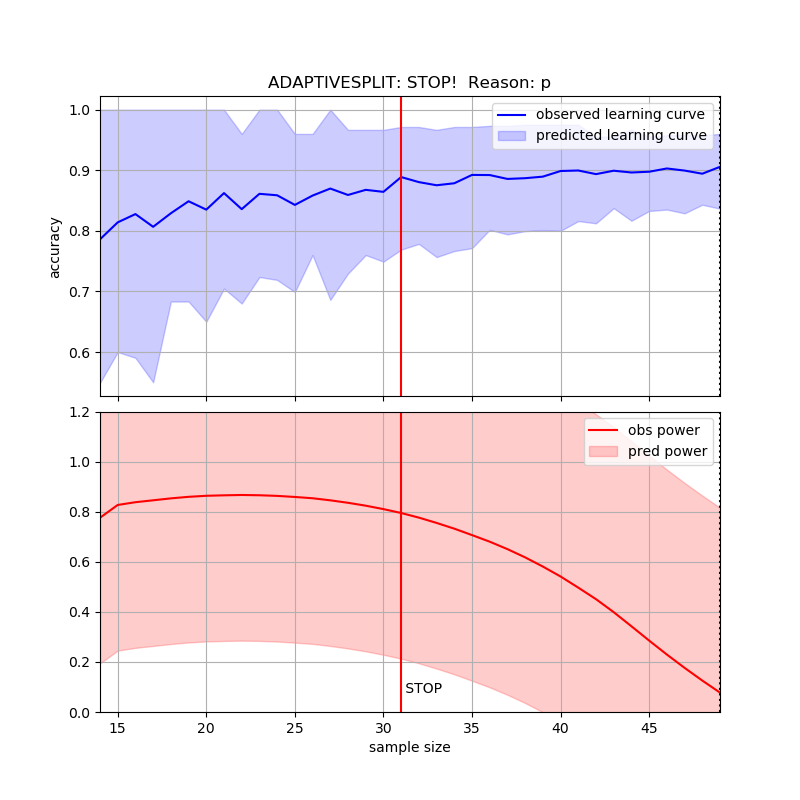 ADAPTIVESPLIT: STOP!  Reason: p
observed learning curve
predicted learning curve
1.0
0.9
0.8
0.7
0.6
accuracy
obs power
pred power
1.2
1.0
0.8
0.6
0.4
0.2
0.0
STOP
15 20 25 30 35 40 45
sample size